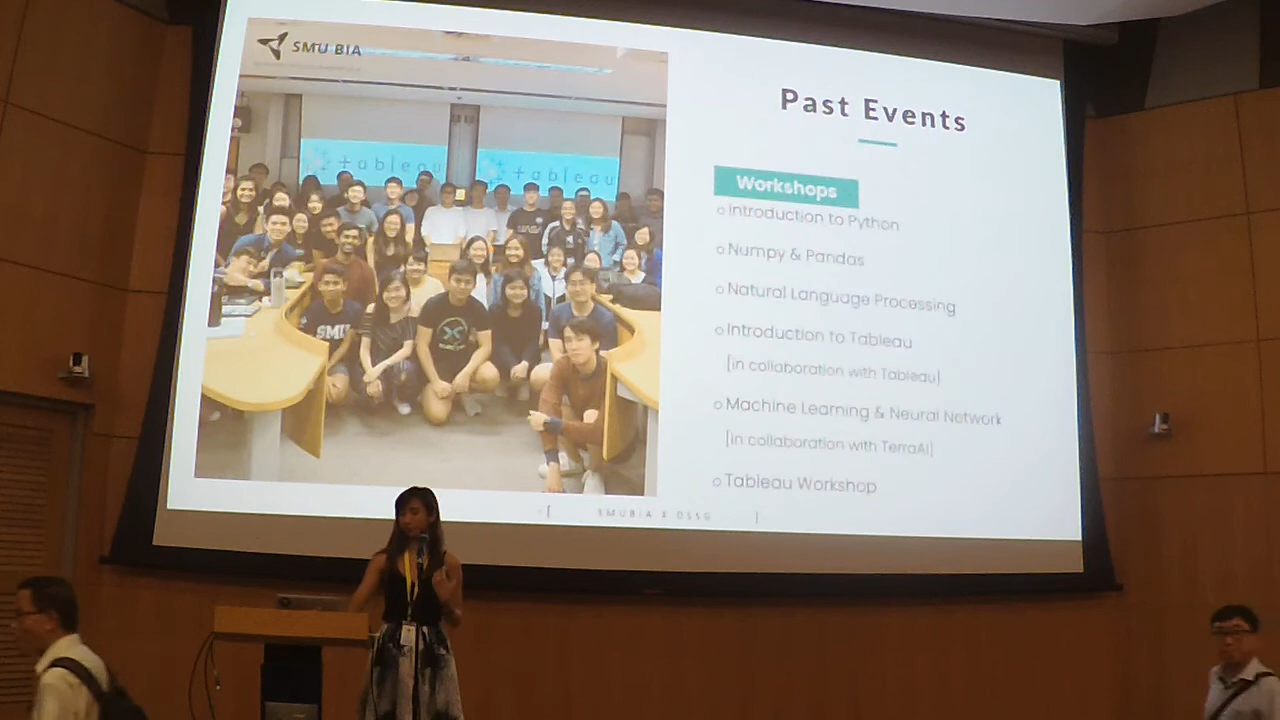 SMU BIA
tableau tableau
SMU
Past Events
Workshops
Introduction to Python
Numpy & Pandas
Natural Language Processing
Introduction to Tableau
[in collaboration with Tableau]
Machine Learning & Neural Network
[in collaboration with TerraAI]
Tableau Workshop
[ SMUBIA X DSSG ]